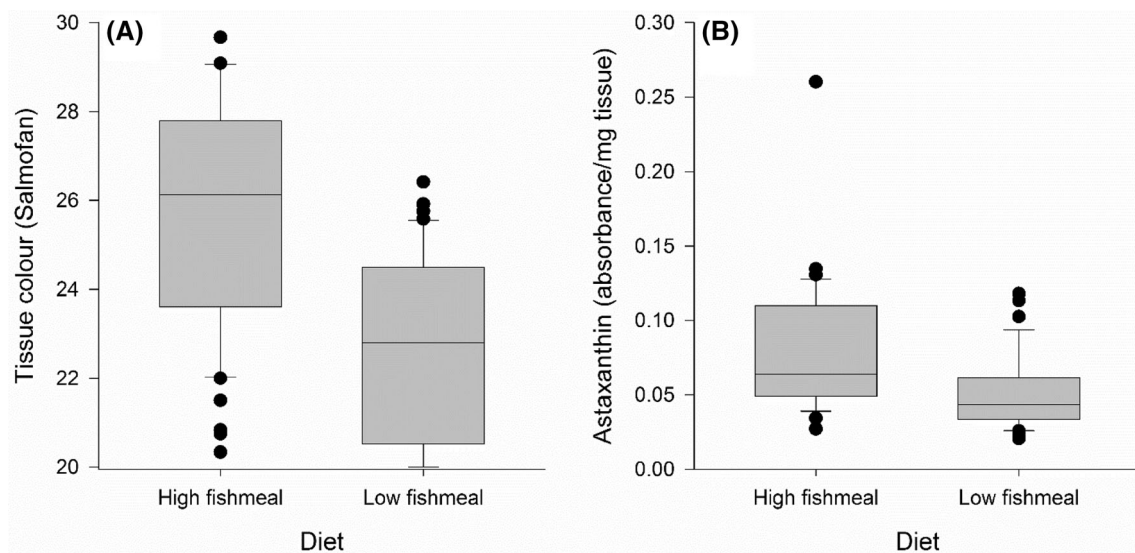 (A)
Tissue colour (Salmofan)
30
28
26
24
22
20
High fishmeal
Low fishmeal
Diet
(B)
Astaxanthin (absorbance/mg tissue)
0.30
0.25
0.20
0.15
0.10
0.05
0.00
High fishmeal
Low fishmeal
Diet